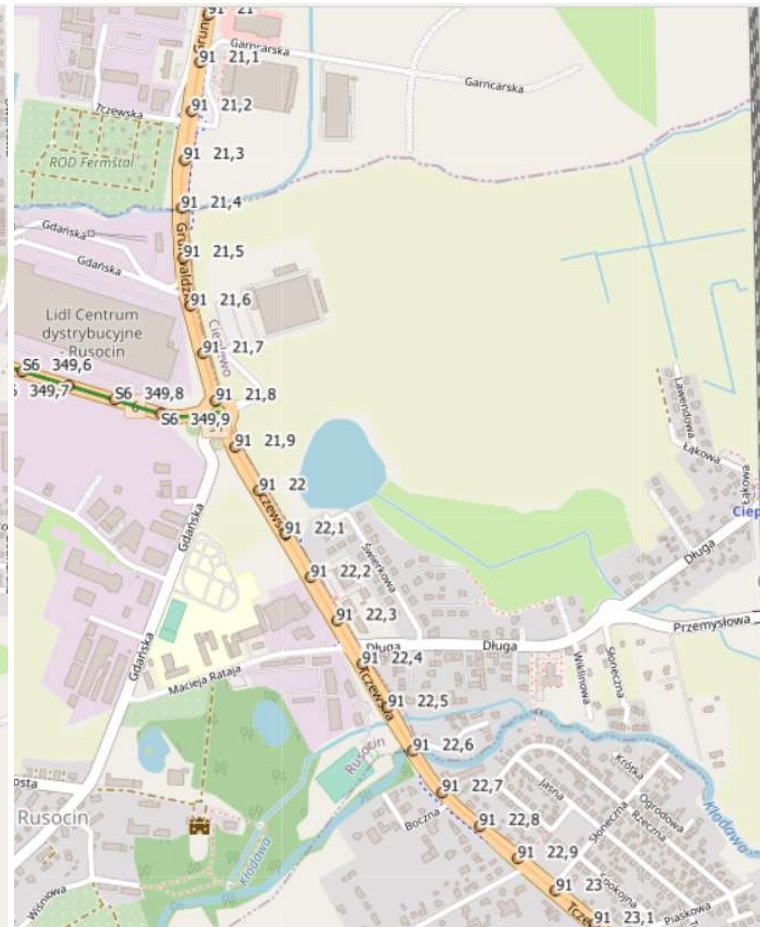 91 21
Garncarska
91 21,1
Garncarska
91 21,2
Tczewska
91 21,3
ROD Fermstal
91 21,4
Gdańska
91 21,5
Gdańska
91 21,6
Lidl Centrum
dystrybucyjne
- Rusocin
91 21,7
S6 349,6
349,7
S6 349,8
91 21,8
S6 349,9
91 21,9
Ławendowa
Łąkowa
Łąkowa
91 22
91 22,1
Gdańska
Świerkowa
Długa
91 22,2
91 22,3
Przemysłowa
Długa
Długa
91 22,4
Gdańska
Macieja Rataja
Tczewska
Wiklinowa
Słoneczna
91 22,5
Rusocin
91 22,6
Krótka
91 22,7
Jasna
Ogrodowa
Rzeczna
Kłodawa
Słoneczna
Boczna
91 22,8
Rusocin
91 22,9
Kłodawa
91 23
Spokojna
Wiśniowa
91 23,1
Piaskowa